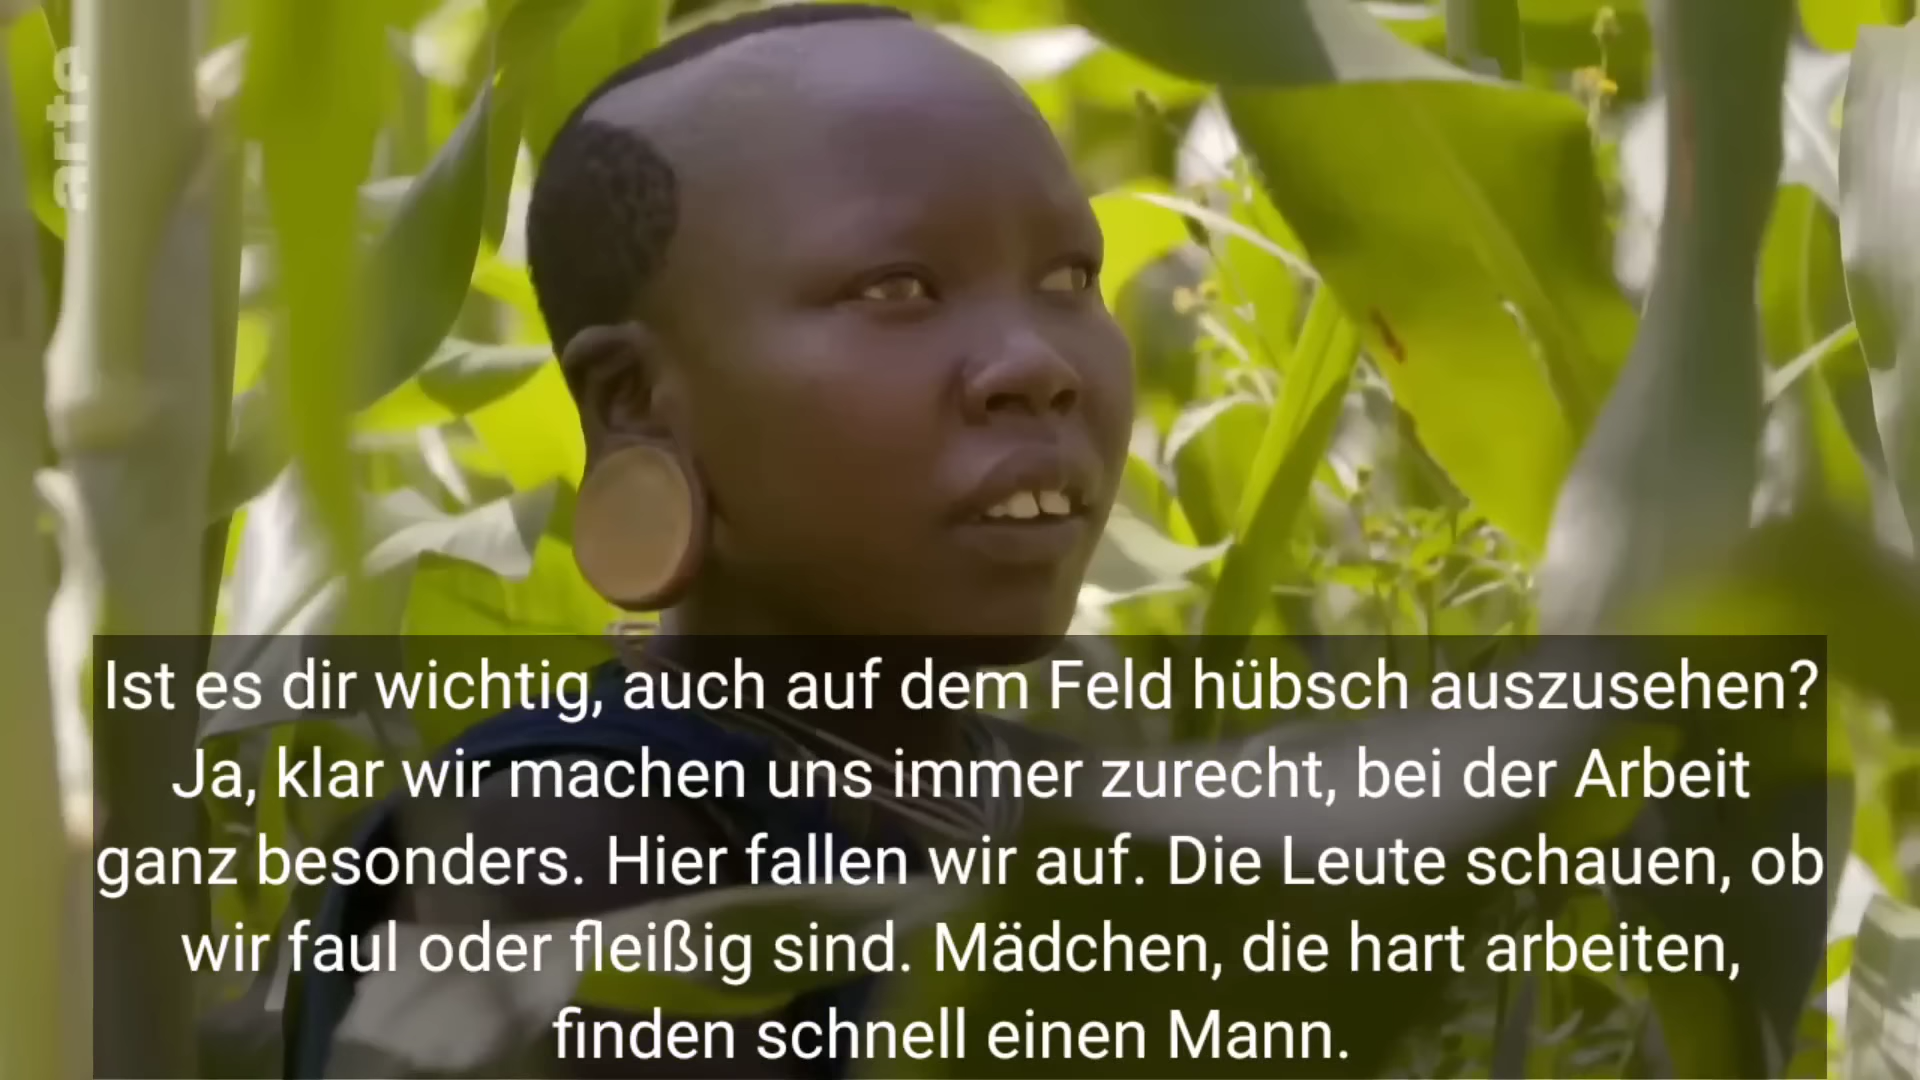 arte
Ist es dir wichtig, auch auf dem Feld hübsch auszusehen?
Ja, klar wir machen uns immer zurecht, bei der Arbeit
ganz besonders. Hier fallen wir auf. Die Leute schauen, ob
wir faul oder fleißig sind. Mädchen, die hart arbeiten,
finden schnell einen Mann.